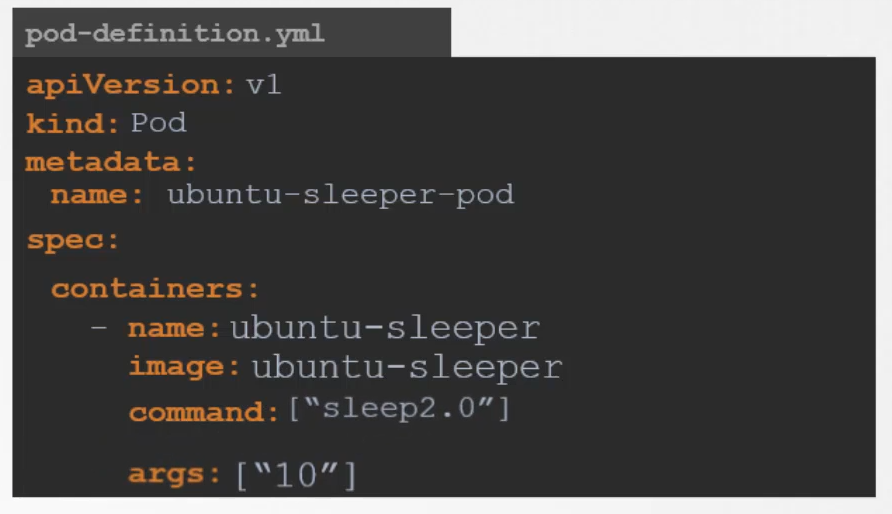 pod-definition.yml
apiVersion: v1
kind: Pod
metadata:
name: ubuntu-sleeper-pod
spec:
containers:
- name: ubuntu-sleeper
image: ubuntu-sleeper
command: [“sleep2.0”]
args: [“10”]